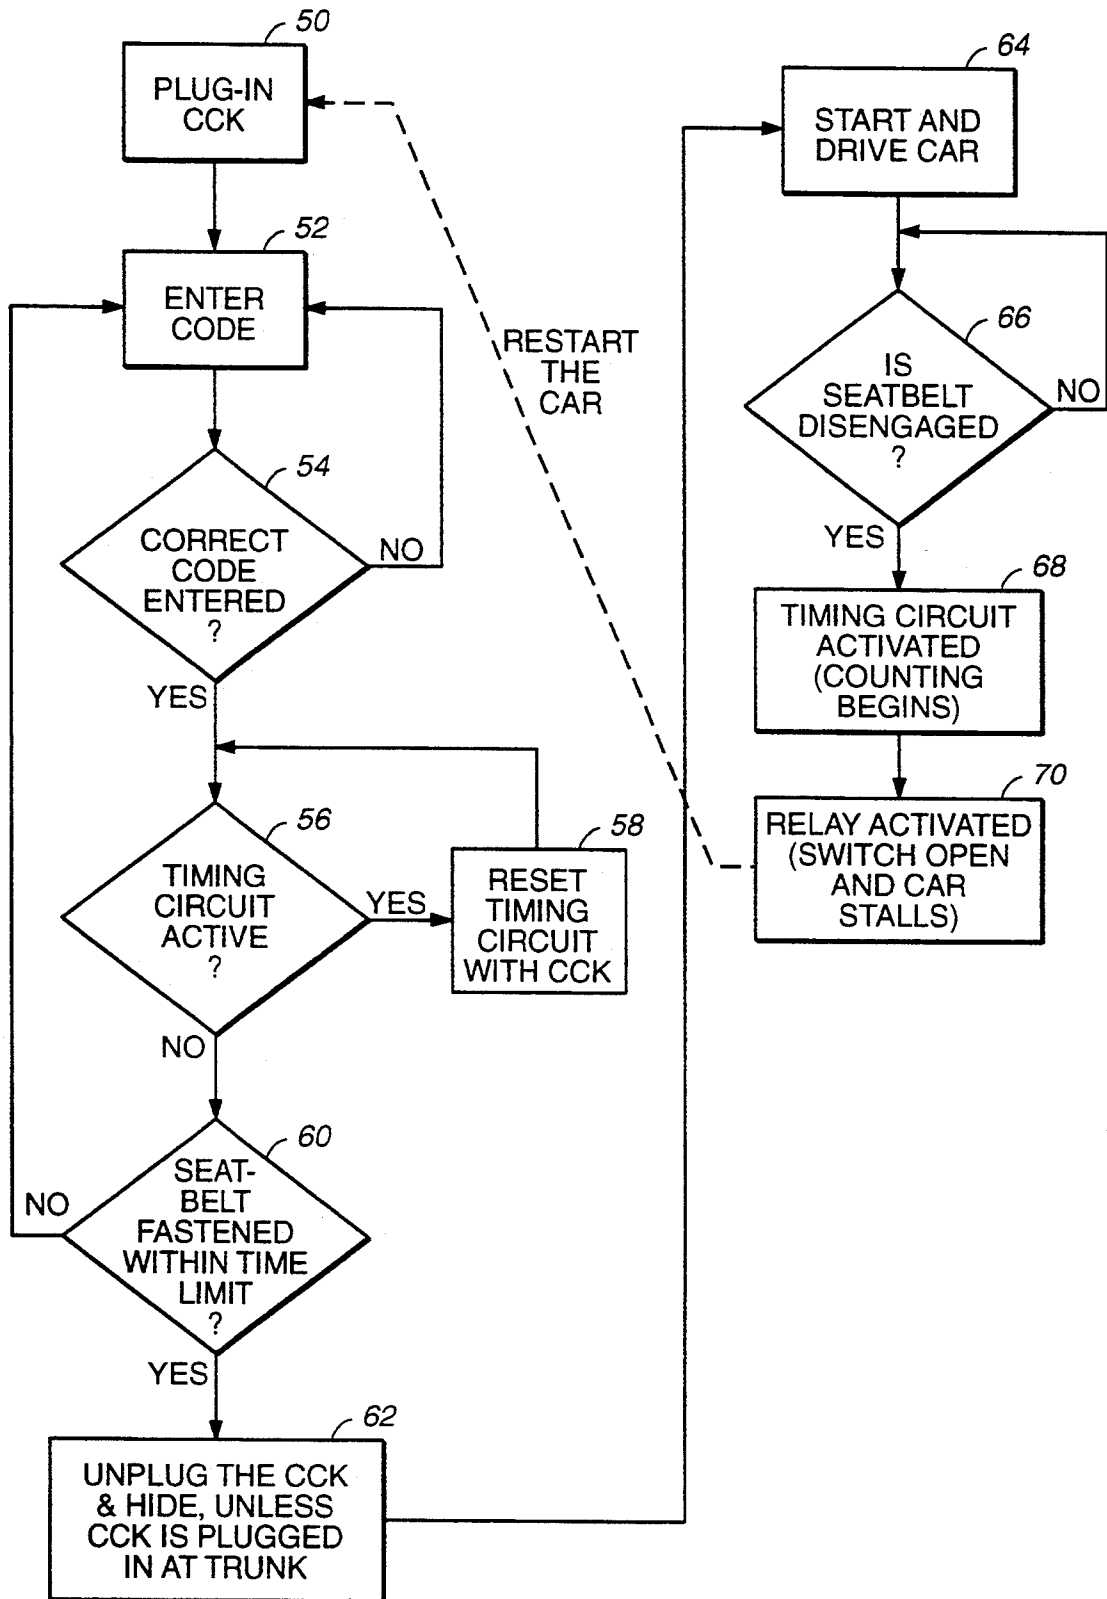 50
PLUG-IN
CCK
52
ENTER
CODE
54
CORRECT
CODE
ENTERED
?
NO
YES
56
TIMING
CIRCUIT
ACTIVE
?
YES
NO
58
RESET
TIMING
CIRCUIT
WITH CCK
60
SEAT-
BELT
FASTENED
WITHIN TIME
LIMIT
?
NO
YES
62
UNPLUG THE CCK
& HIDE, UNLESS
CCK IS PLUGGED
IN AT TRUNK
RESTART
THE
CAR
64
START AND
DRIVE CAR
66
IS
SEATBELT
DISENGAGED
?
NO
YES
68
TIMING CIRCUIT
ACTIVATED
(COUNTING
BEGINS)
70
RELAY ACTIVATED
(SWITCH OPEN
AND CAR
STALLS)